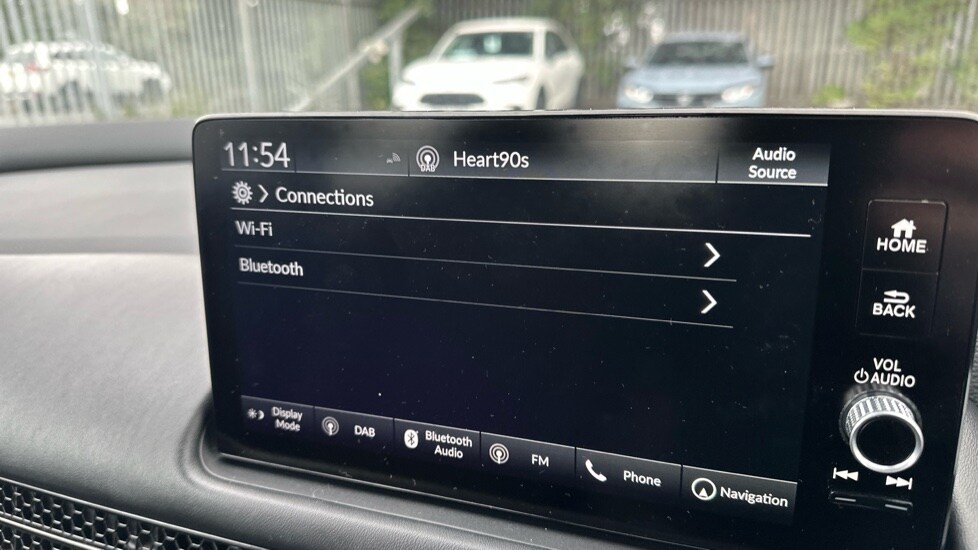 11:54
DAB
Heart90s
Audio
Source
Connections
Wi-Fi
Bluetooth
HOME
BACK
VOL
AUDIO
Display
Mode
DAB
Bluetooth
Audio
FM
Phone
Navigation